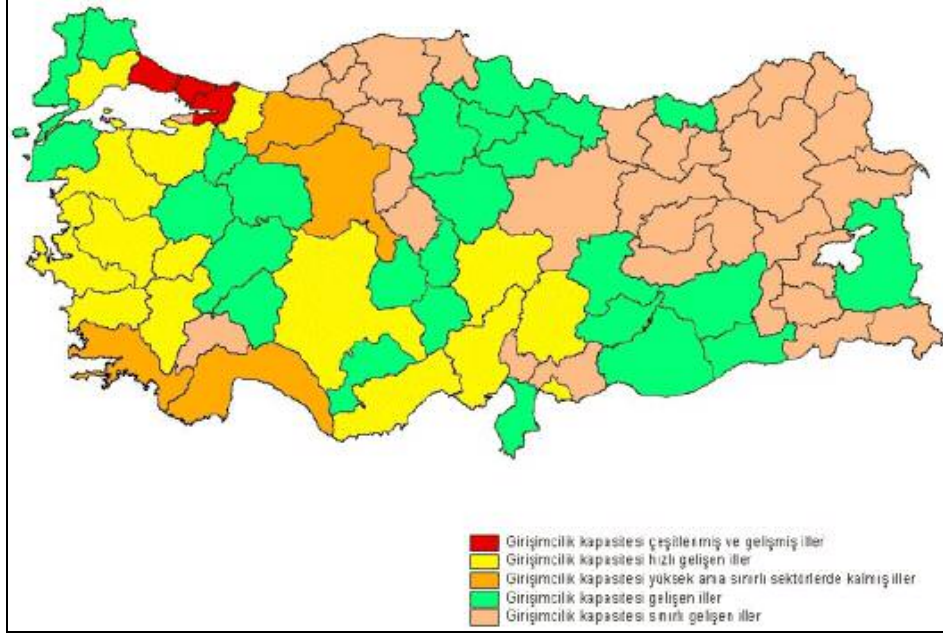 Girişimcilik kapasitesi çeşitlenmiş ve gelişmiş iller
Girişimcilik kapasitesi hızlı gelişen iller
Girişimcilik kapasitesi yüksek ama sınırlı sektörlerde kalmış iller
Girişimcilik kapasitesi gelişen iller
Girişimcilik kapasitesi sınırlı gelişen iller